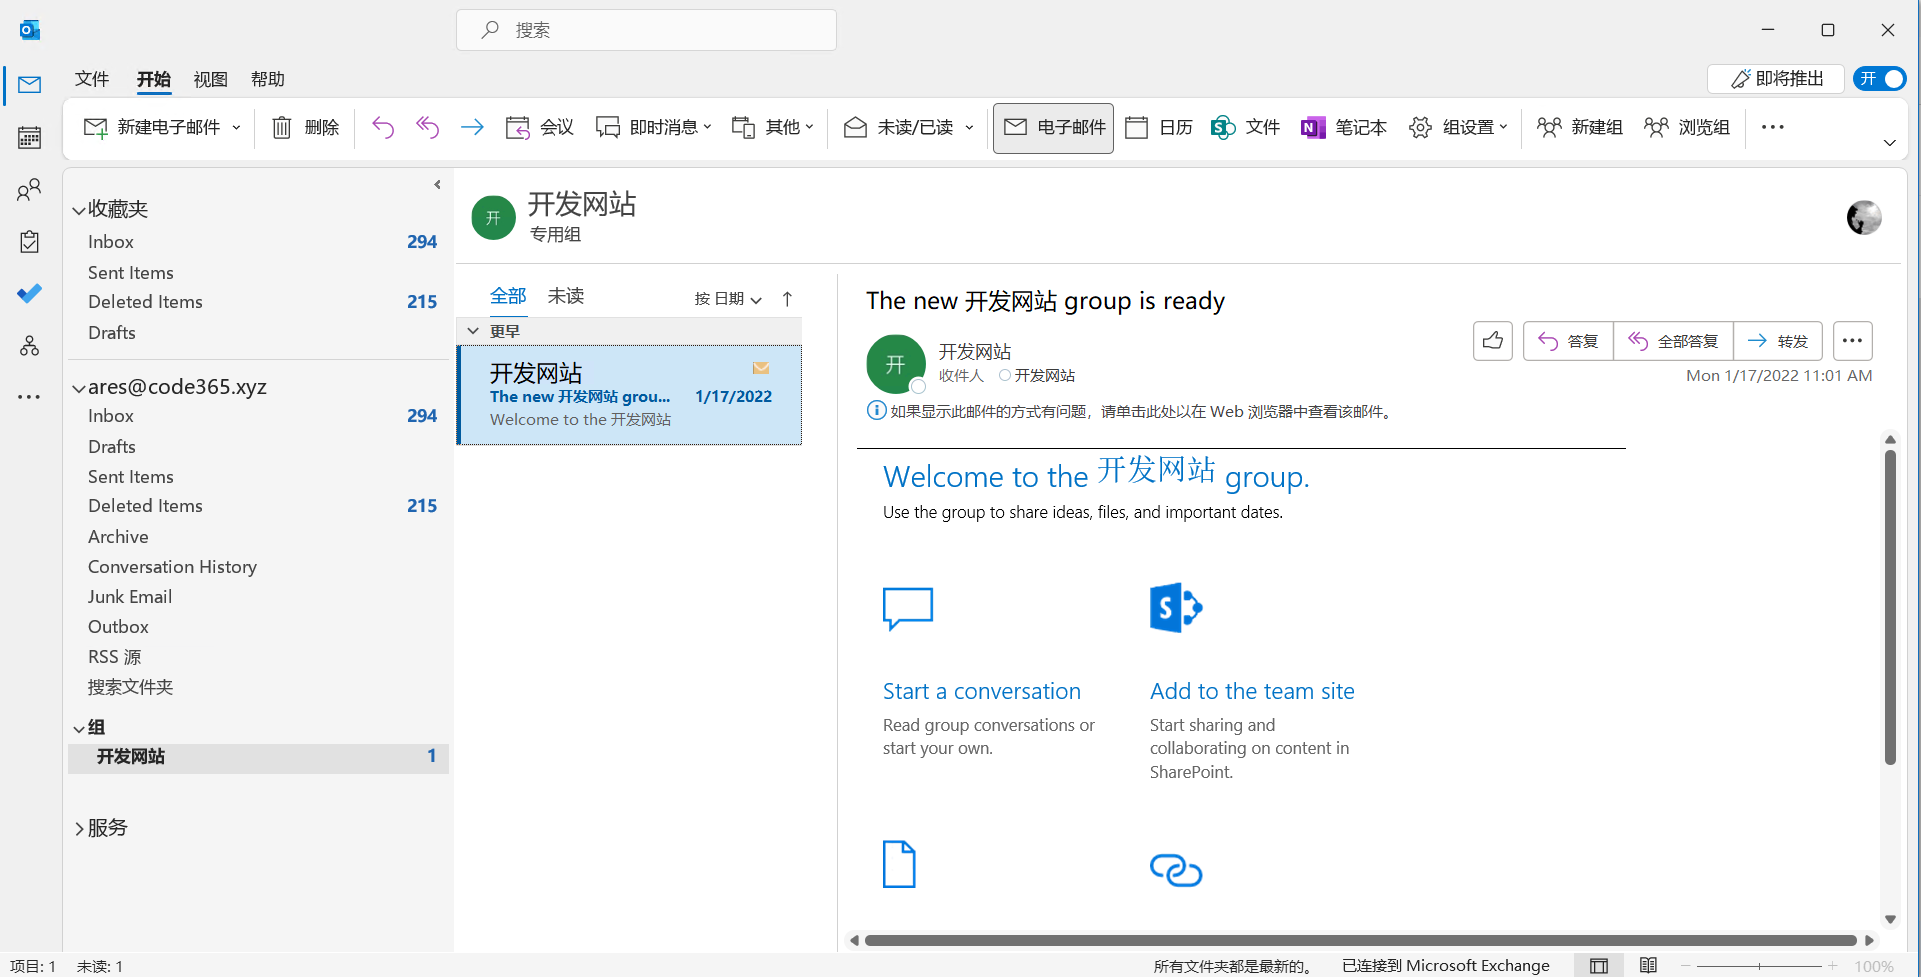 搜索
文件 开始 视图 帮助
即将推出 开
新建电子邮件 删除 会议 即时消息 其他 未读/已读 电子邮件 日历 文件 笔记本 组设置 新建组 浏览组
收藏夹
Inbox 294
Sent Items
Deleted Items 215
Drafts
ares@code365.xyz
Inbox 294
Drafts
Sent Items
Deleted Items 215
Archive
Conversation History
Junk Email
Outbox
RSS 源
搜索文件夹
组
开发网站 1
服务
开
开发网站
专用组
全部 未读 按 日期
更早
开发网站
The new 开发网站 grou... 1/17/2022
Welcome to the 开发网站
The new 开发网站 group is ready
开
开发网站
收件人 开发网站
答复 全部答复 转发
Mon 1/17/2022 11:01 AM
如果显示此邮件的方式有问题，请单击此处以在 Web 浏览器中查看该邮件。
Welcome to the 开发网站 group.
Use the group to share ideas, files, and important dates.
S
Start a conversation
Read group conversations or
start your own.
Add to the team site
Start sharing and
collaborating on content in
SharePoint.
项目: 1 未读: 1
所有文件夹都是最新的。 已连接到 Microsoft Exchange 100%